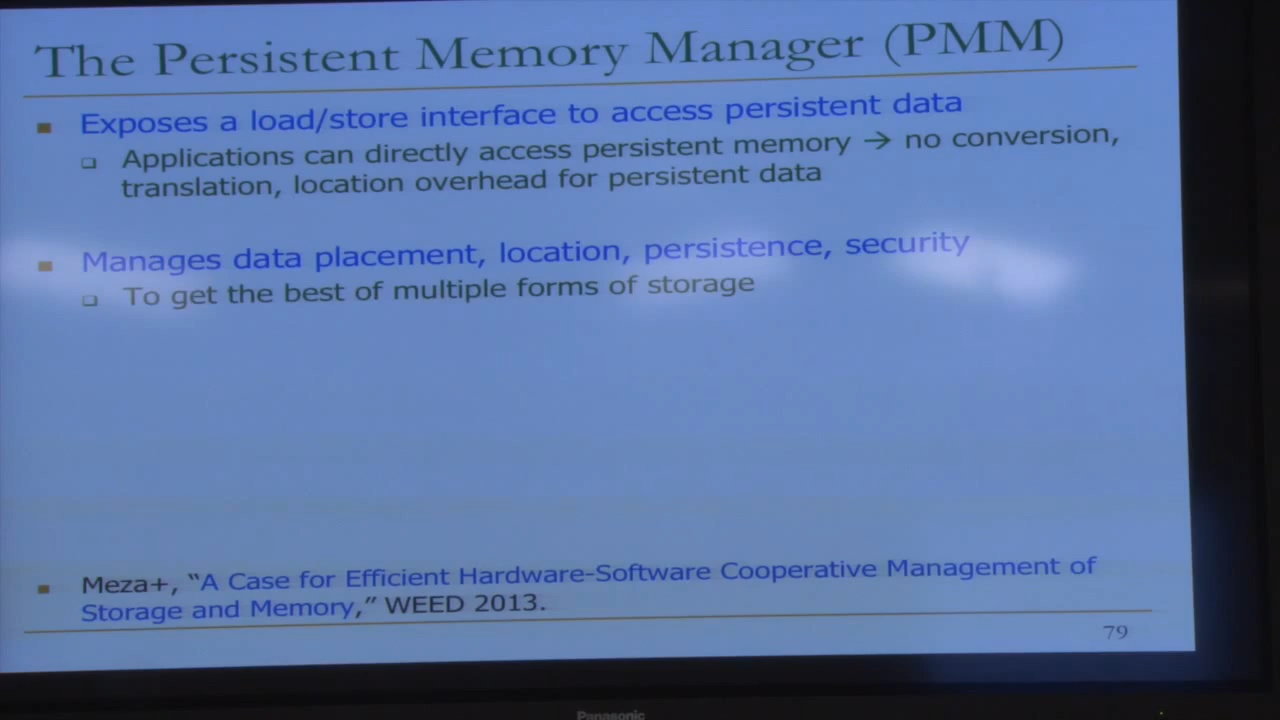 The Persistent Memory Manager (PMM)
■ Exposes a load/store interface to access persistent data
❑ Applications can directly access persistent memory → no conversion,
translation, location overhead for persistent data
■ Manages data placement, location, persistence, security
❑ To get the best of multiple forms of storage
■ Meza+, “A Case for Efficient Hardware-Software Cooperative Management of
Storage and Memory,” WEED 2013.
79
Panasonic